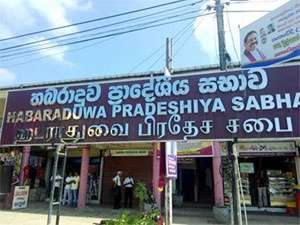 හබරාදූව ප්‍රාදේශීය සභාව
HABARADUWA PRADESHIYA SABHA
ஹபராதுவை பிரதேச சபை